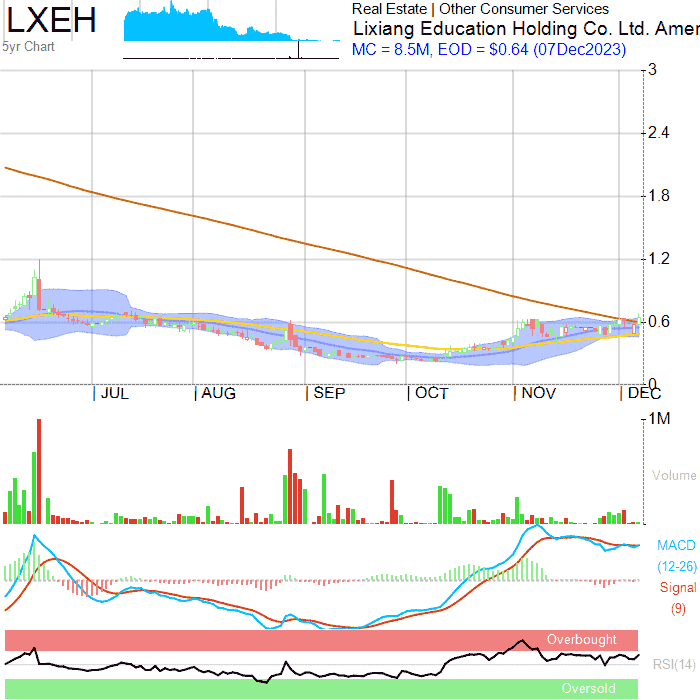 LXEH
5yr Chart
Real Estate | Other Consumer Services
Lixiang Education Holding Co. Ltd. Amer
MC = 8.5M, EOD = $0.64 (07Dec2023)
3
2.4
1.8
1.2
0.6
0
JUL
AUG
SEP
OCT
NOV
DEC
1M
Volume
MACD
(12-26)
Signal
(9)
Overbought
RSI(14)
Oversold